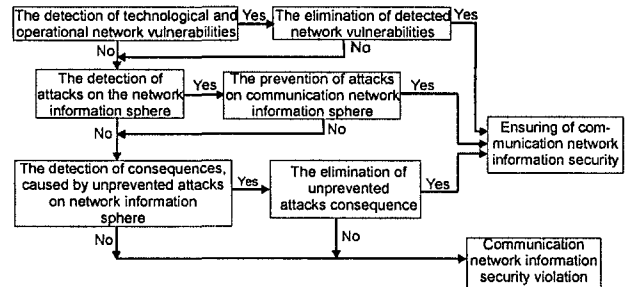 The detection of technological and
operational network vulnerabilities
Yes
The elimination of detected
network vulnerabilities
Yes
No
No
The detection of
attacks on the network
information sphere
Yes
The prevention of attacks
on communication network
information sphere
Yes
No
No
Ensuring of com-
munication network
information security
The detection of consequences,
caused by unprevented attacks
on network information
sphere
Yes
The elimination of
unprevented
attacks consequence
Yes
No
No
Communication
network information
security violation